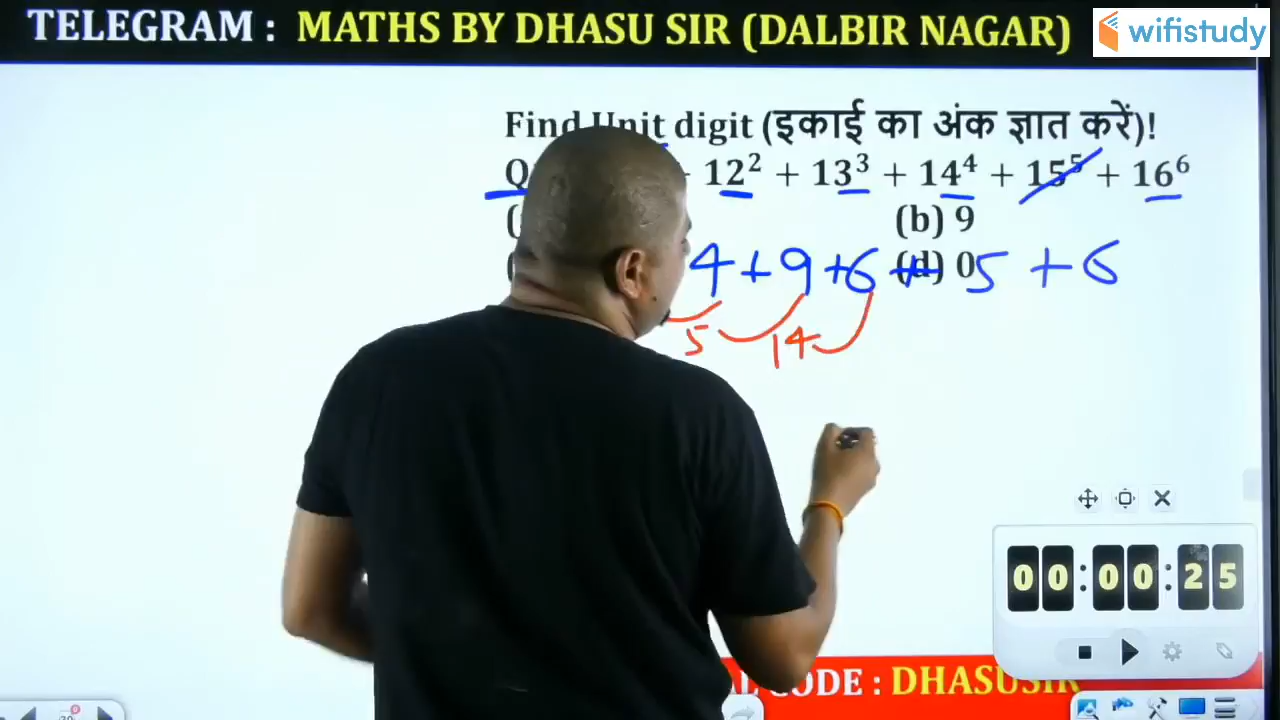 TELEGRAM : MATHS BY DHASU SIR (DALBIR NAGAR)
wifistudy
Find Unit digit (इकाई का अंक ज्ञात करें)!
Q + 12² + 13³ + 14⁴ + 15⁵ + 16⁶
(b) 9
(d) 0
4 + 9 + 6 + 5 + 6
5 14
00:00:25
CODE : DHASUSIR